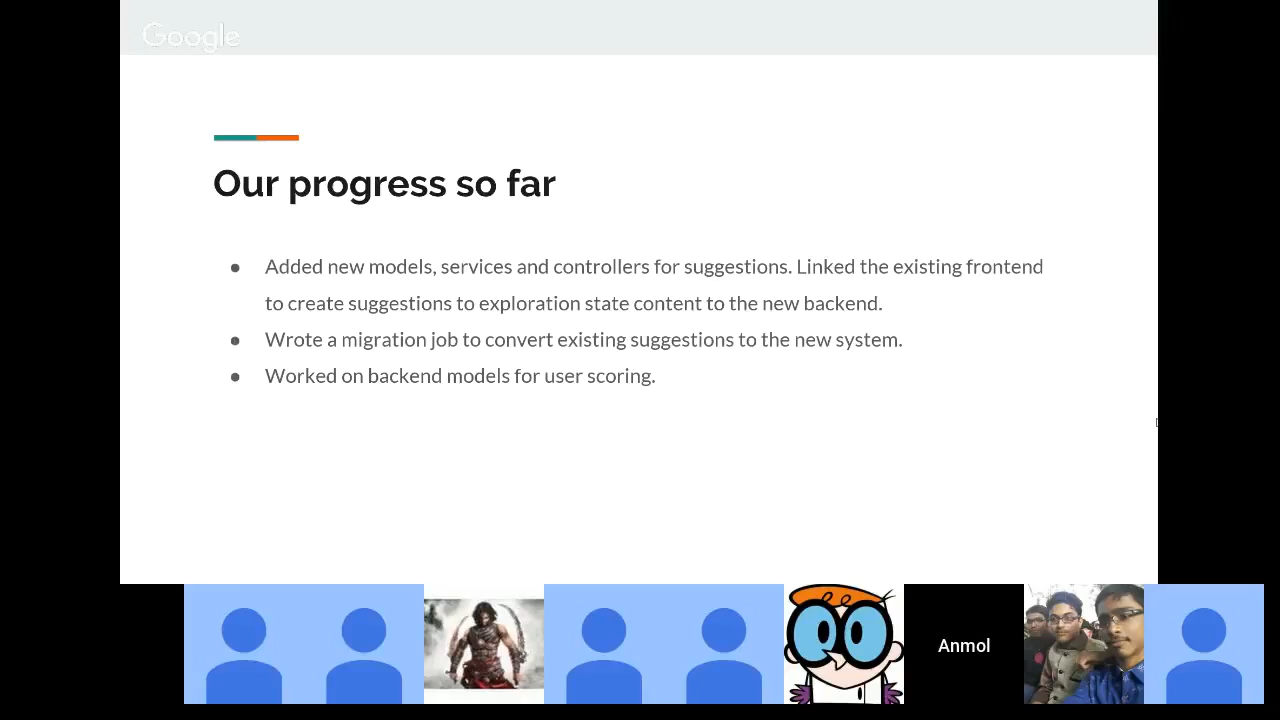 Google
Our progress so far
● Added new models, services and controllers for suggestions. Linked the existing frontend
to create suggestions to exploration state content to the new backend.
● Wrote a migration job to convert existing suggestions to the new system.
● Worked on backend models for user scoring.
Anmol